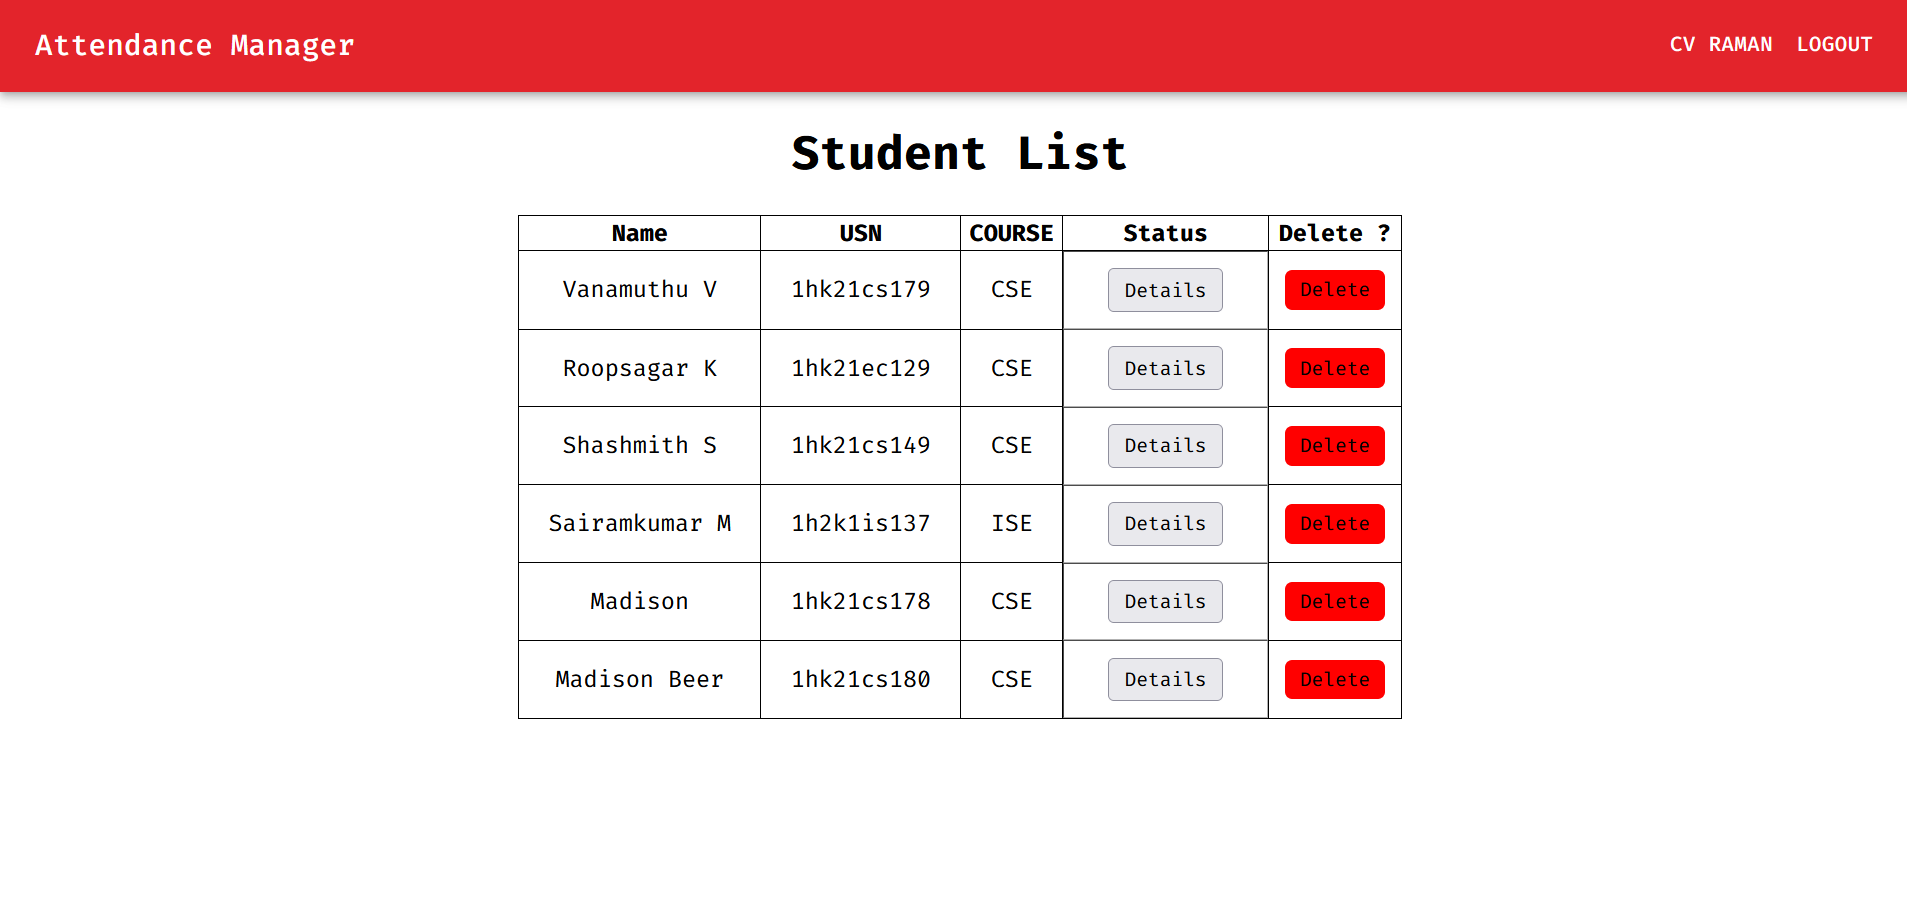 Attendance Manager CV RAMAN LOGOUT
Student List
Name USN COURSE Status Delete ?
Vanamuthu V 1hk21cs179 CSE Details Delete
Roopsagar K 1hk21ec129 CSE Details Delete
Shashmith S 1hk21cs149 CSE Details Delete
Sairamkumar M 1h2k1is137 ISE Details Delete
Madison 1hk21cs178 CSE Details Delete
Madison Beer 1hk21cs180 CSE Details Delete